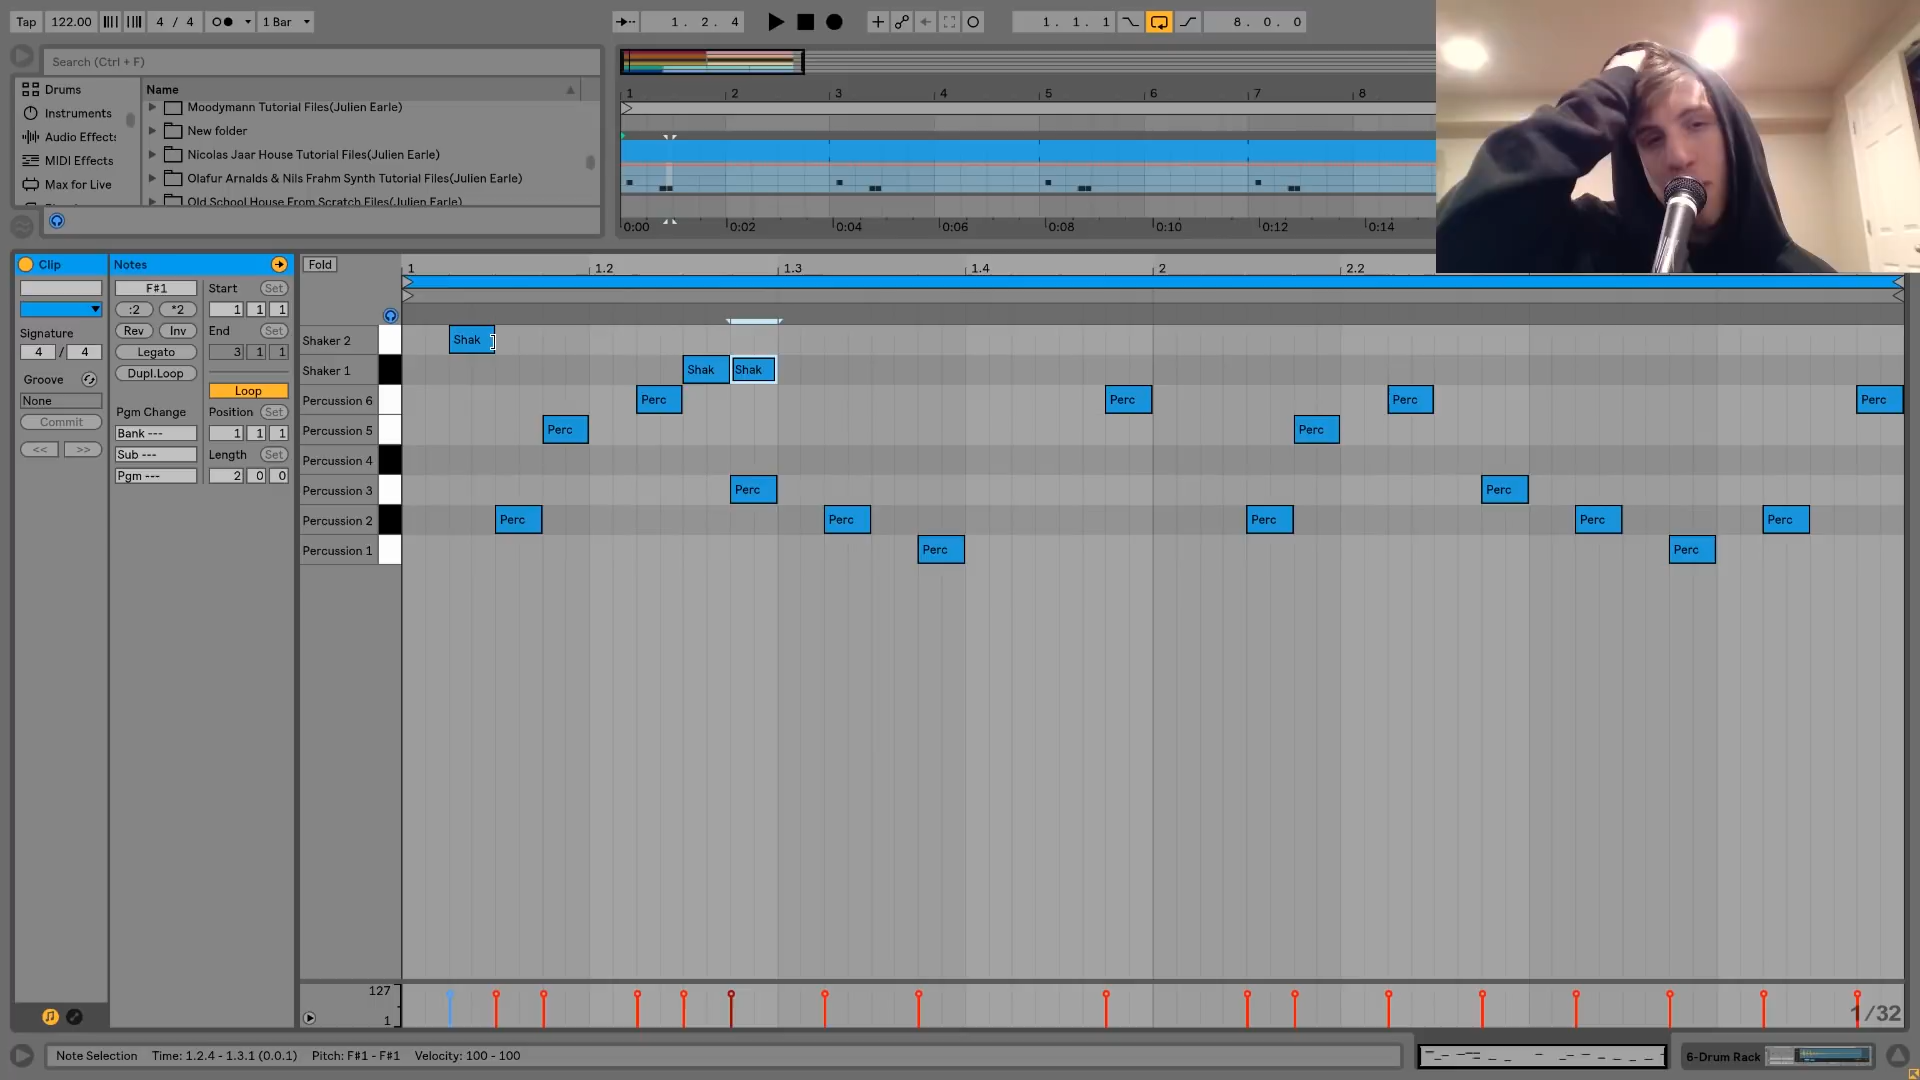 Tap 122.00 4 / 4 1 Bar 1. 2. 4 1. 1. 1 8. 0. 0
Search (Ctrl + F)
Drums
Instruments
Audio Effects
MIDI Effects
Max for Live
Name
Moodymann Tutorial Files(Julien Earle)
New folder
Nicolas Jaar House Tutorial Files(Julien Earle)
Olafur Arnalds & Nils Frahm Synth Tutorial Files(Julien Earle)
Old School House From Scratch Files(Julien Earle)
1 2 3 4 5 6 7 8
0:00 0:02 0:04 0:06 0:08 0:10 0:12 0:14
Clip
Signature
4 / 4
Groove
None
Commit
<< >>
Notes
F#1
:2 *2
Rev Inv
Legato
Dupl.Loop
Pgm Change
Bank ---
Sub ---
Pgm ---
Start Set
1 1 1
End Set
3 1 1
Loop
Position Set
1 1 1
Length Set
2 0 0
Fold
1 1.2 1.3 1.4 2 2.2
Shaker 2 Shak
Shaker 1 Shak Shak
Percussion 6 Perc Perc Perc Perc
Percussion 5 Perc Perc
Percussion 4
Percussion 3 Perc Perc
Percussion 2 Perc Perc Perc Perc Perc
Percussion 1 Perc Perc
127
1
1/32
Note Selection Time: 1.2.4 - 1.3.1 (0.0.1) Pitch: F#1 - F#1 Velocity: 100 - 100
6-Drum Rack